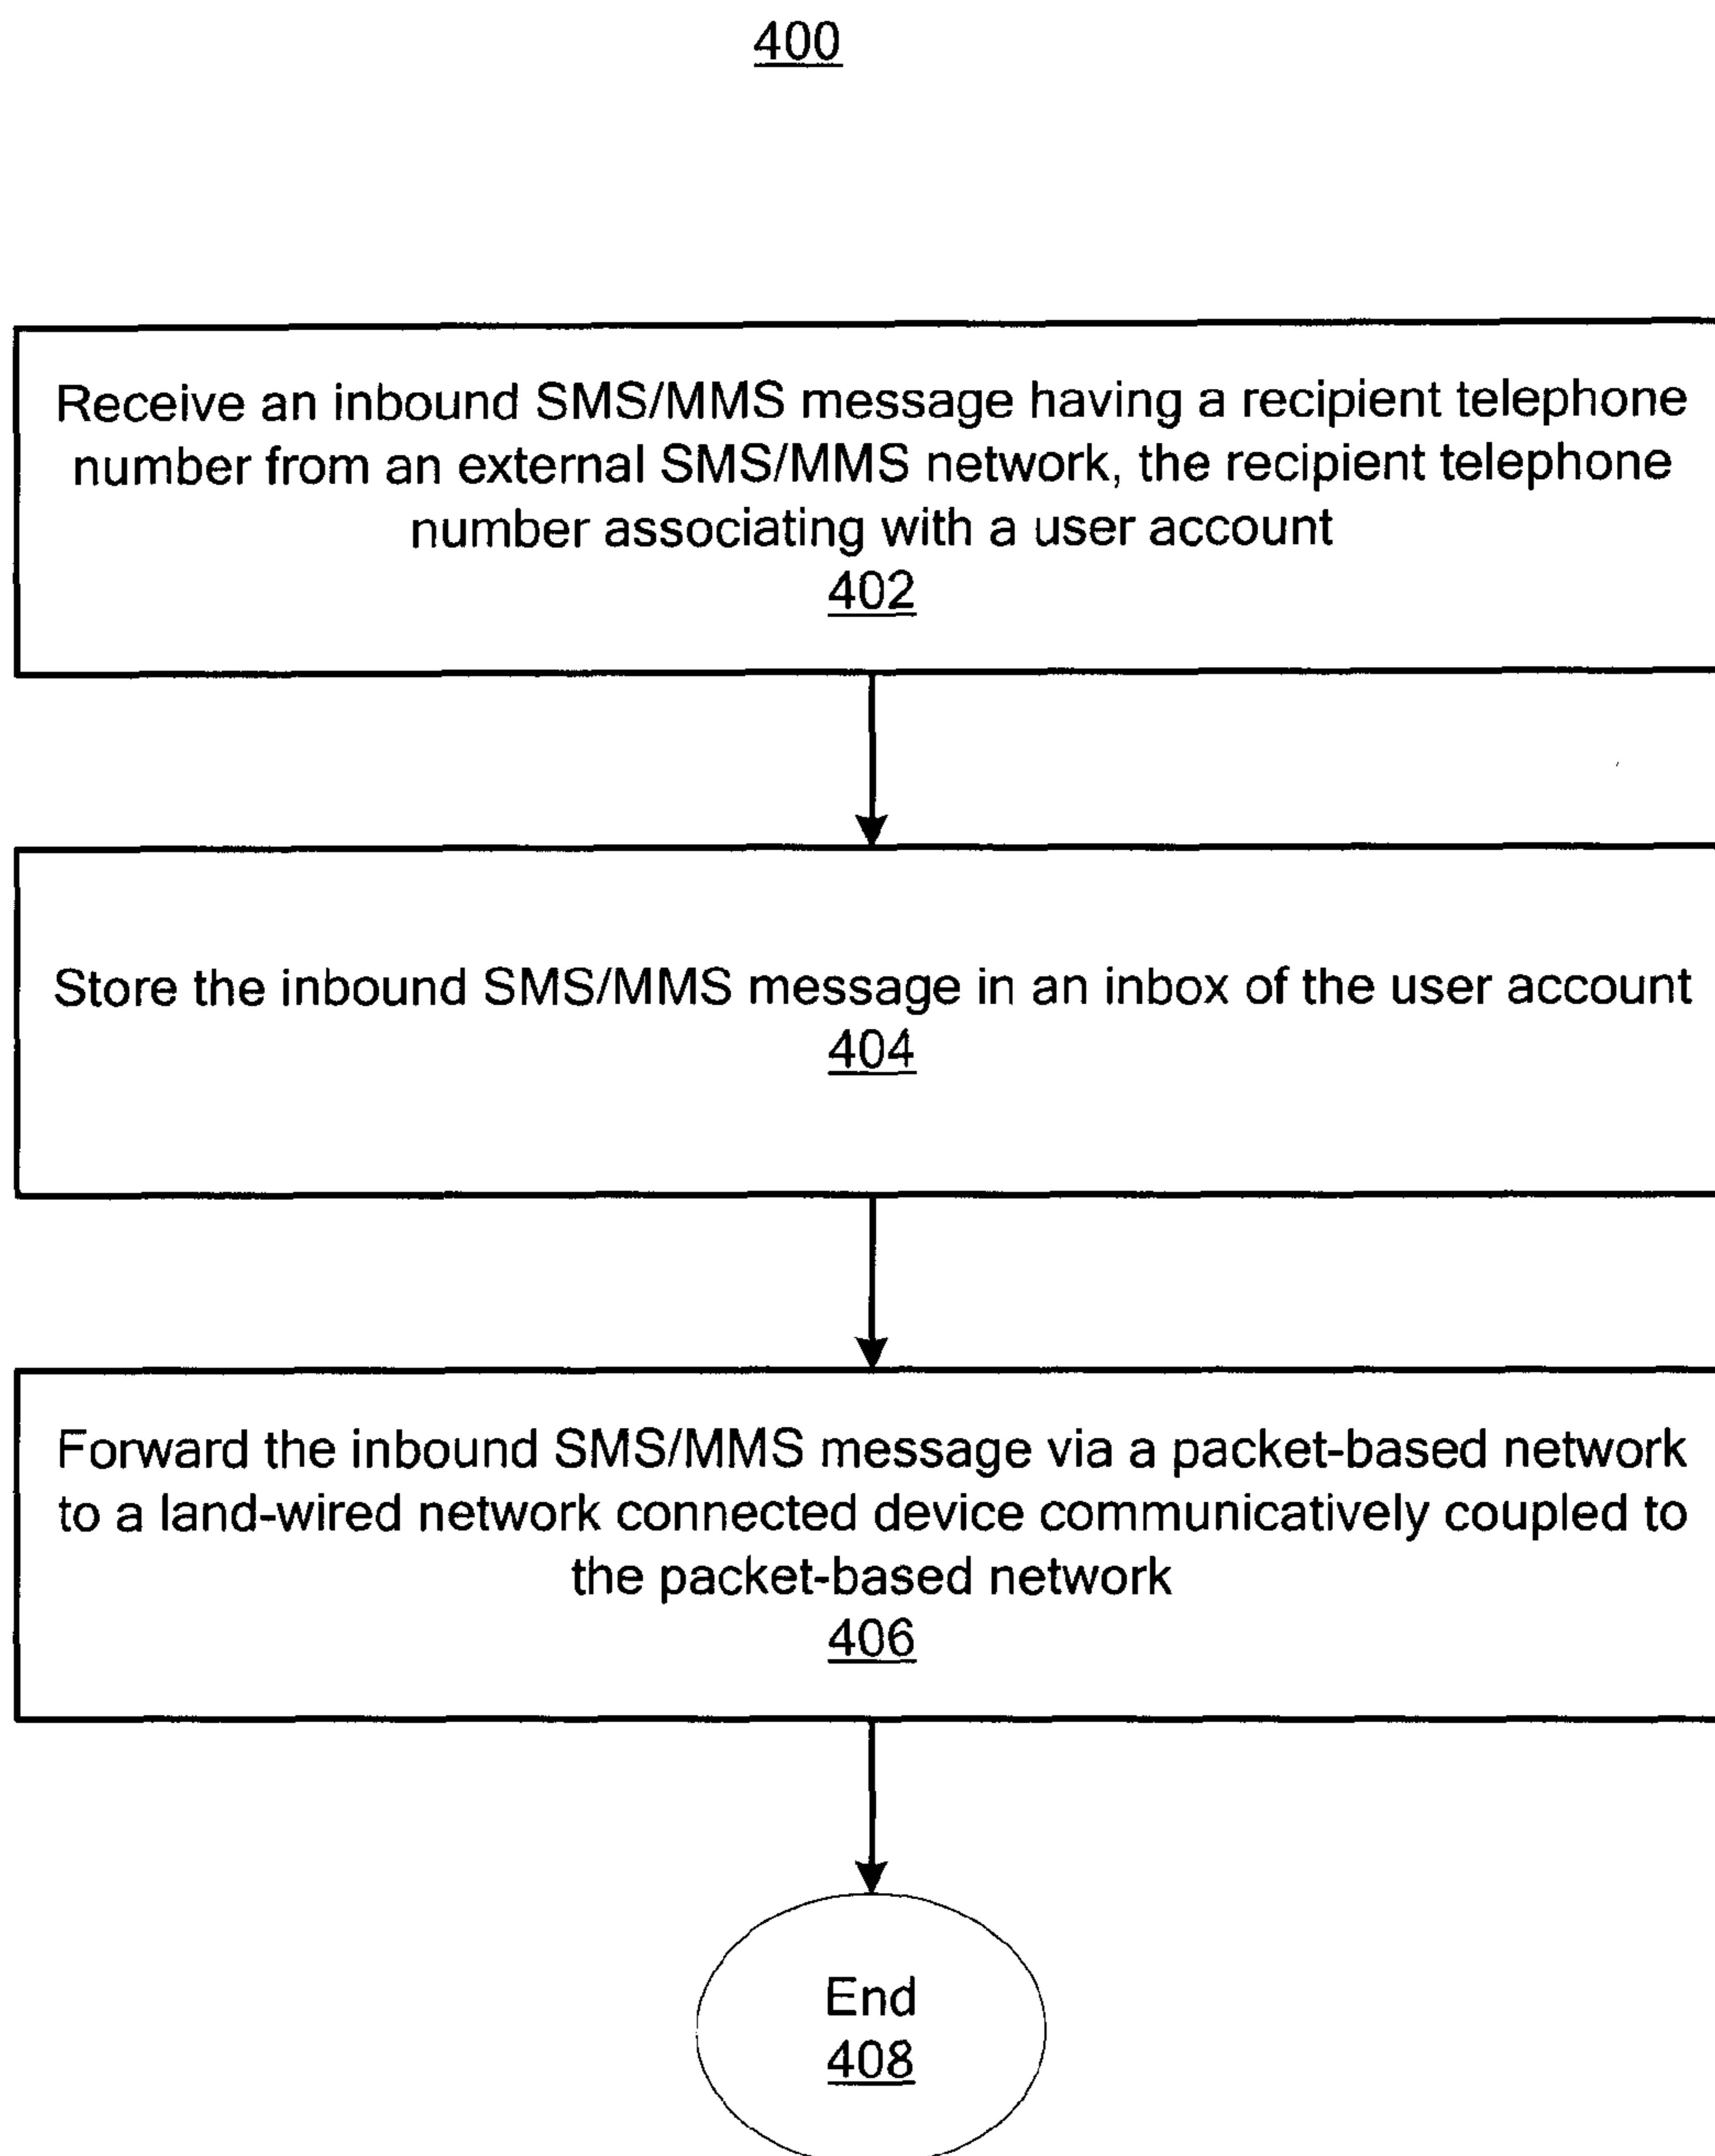 400
Receive an inbound SMS/MMS message having a recipient telephone
number from an external SMS/MMS network, the recipient telephone
number associating with a user account
402
Store the inbound SMS/MMS message in an inbox of the user account
404
Forward the inbound SMS/MMS message via a packet-based network
to a land-wired network connected device communicatively coupled to
the packet-based network
406
End
408